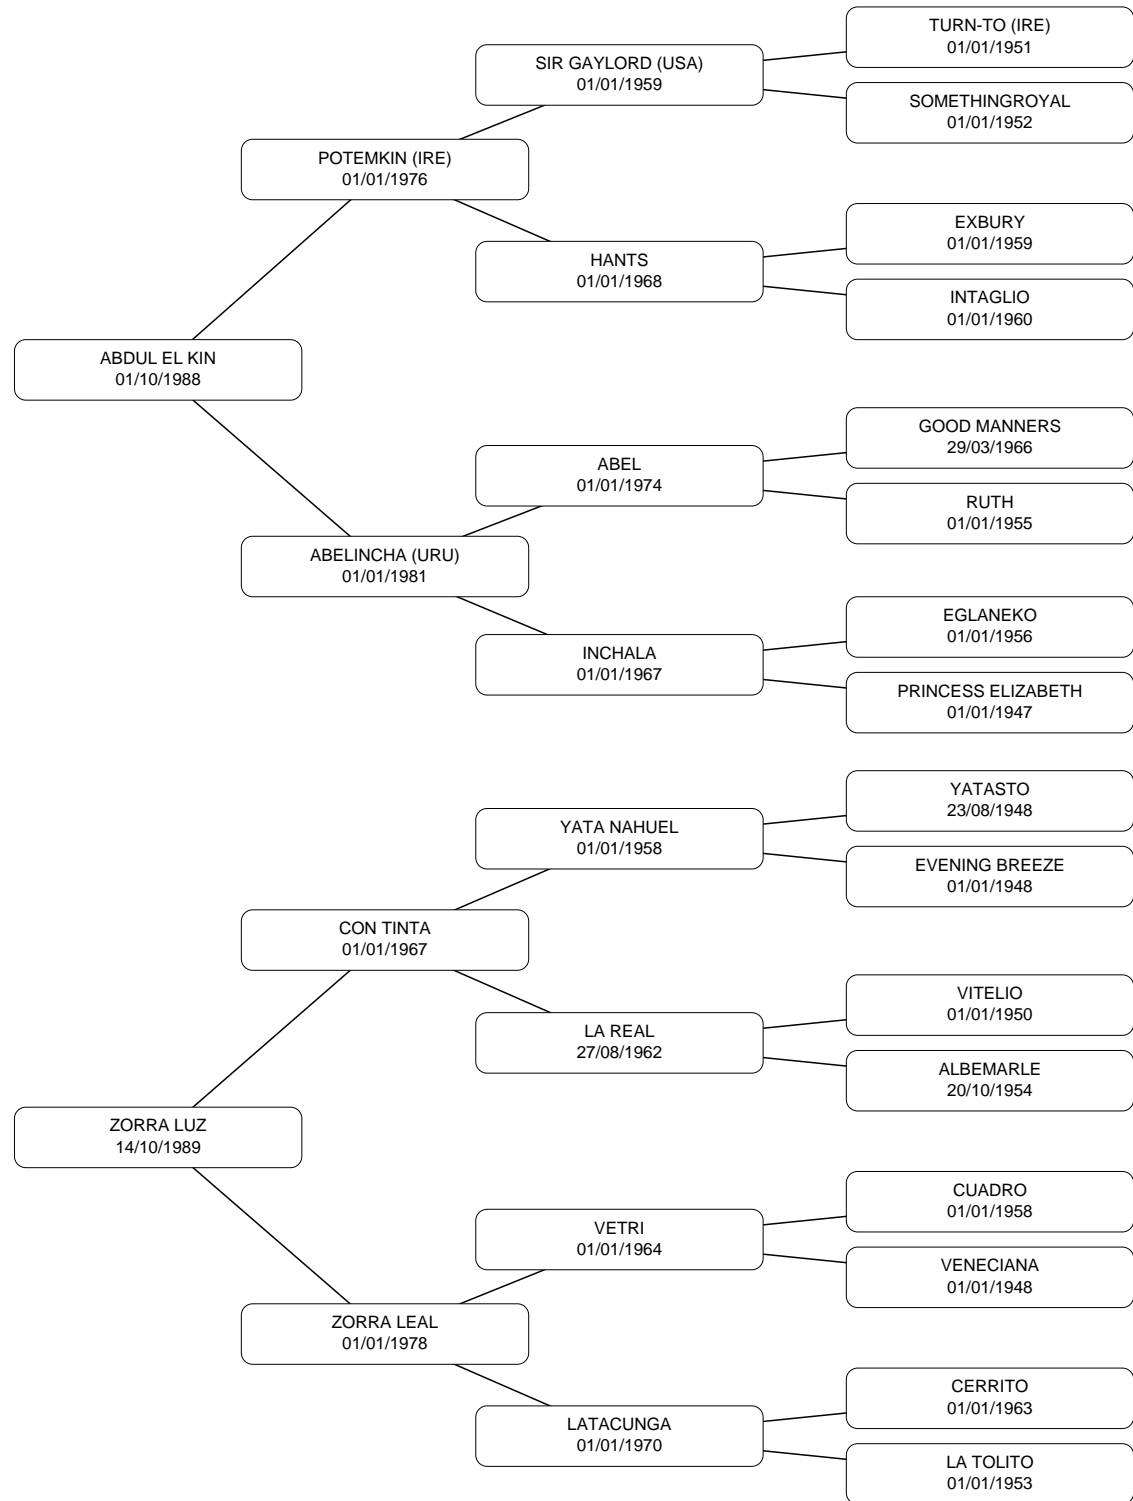 TURN-TO (IRE)
01/01/1951
SIR GAYLORD (USA)
01/01/1959
SOMETHINGROYAL
01/01/1952
POTEMKIN (IRE)
01/01/1976
EXBURY
01/01/1959
HANTS
01/01/1968
INTAGLIO
01/01/1960
ABDUL EL KIN
01/10/1988
GOOD MANNERS
29/03/1966
ABEL
01/01/1974
RUTH
01/01/1955
ABELINCHA (URU)
01/01/1981
EGLANEKO
01/01/1956
INCHALA
01/01/1967
PRINCESS ELIZABETH
01/01/1947
YATASTO
23/08/1948
YATA NAHUEL
01/01/1958
EVENING BREEZE
01/01/1948
CON TINTA
01/01/1967
VITELIO
01/01/1950
LA REAL
27/08/1962
ALBEMARLE
20/10/1954
ZORRA LUZ
14/10/1989
CUADRO
01/01/1958
VETRI
01/01/1964
VENECIANA
01/01/1948
ZORRA LEAL
01/01/1978
CERRITO
01/01/1963
LATACUNGA
01/01/1970
LA TOLITO
01/01/1953